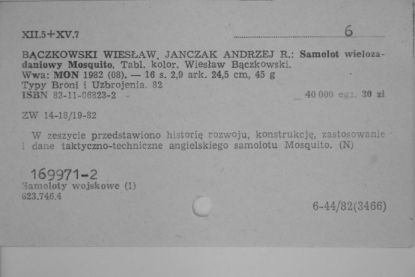 XII.5+XV.7
6
BĄCZKOWSKI WIESŁAW, JANCZAK ANDRZEJ R.: Samolot wieloza-
daniowy Mosquito. Tabl. kolor. Wiesław Bączkowski.
Wwa: MON 1982 (08). — 16 s. 2,9 ark. 24,5 cm, 45 g
Typy Broni i Uzbrojenia. 82
ISBN 83-11-06823-2 40 000 egz. 30 zł
ZW 14-18/19-82
W zeszycie przedstawiono historię rozwoju, konstrukcję, zastosowanie
i dane taktyczno-techniczne angielskiego samolotu Mosquito. (N)
169971-2
Samoloty wojskowe (1)
623.746.4
6-44/82(3466)